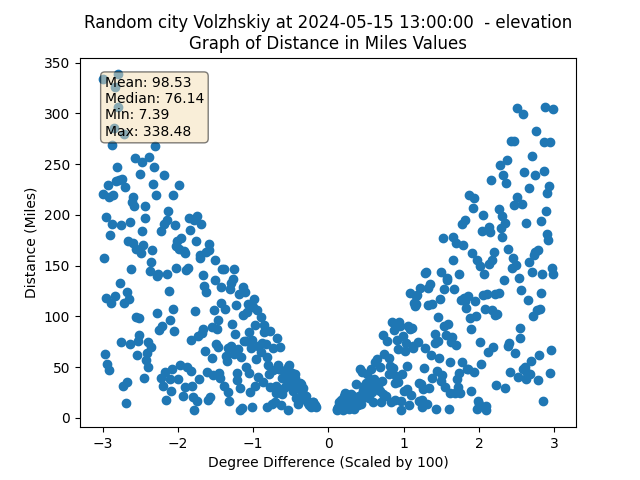 Random city Volzhskiy at 2024-05-15 13:00:00  - elevation
Graph of Distance in Miles Values
Mean: 98.53
Median: 76.14
Min: 7.39
Max: 338.48
Distance (Miles)
350
300
250
200
150
100
50
0
−3
−2
−1
0
1
2
3
Degree Difference (Scaled by 100)